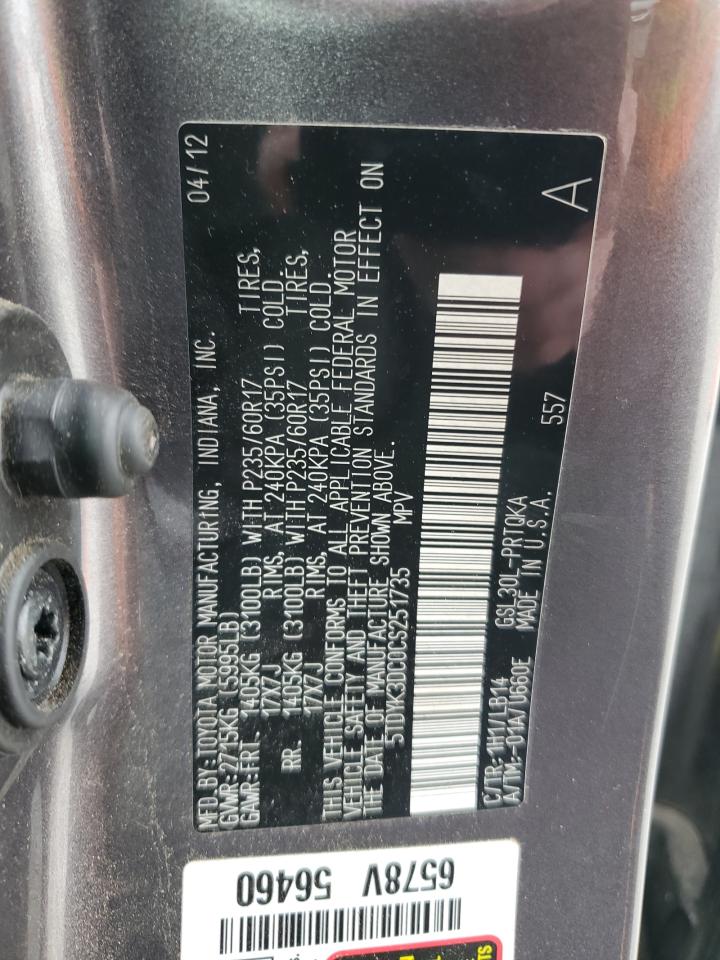 MFD BY:TOYOTA MOTOR MANUFACTURING, INDIANA, INC. 04/12
GVWR:2715KG (5995LB)
GAWR:FRT. 1405KG (3100LB) WITH P235/60R17 TIRES,
17X7J RIMS, AT 240KPA (35PSI) COLD
RR. 1405KG (3100LB) WITH P235/60R17 TIRES,
17X7J RIMS, AT 240KPA (35PSI) COLD.
THIS VEHICLE CONFORMS TO ALL APPLICABLE FEDERAL MOTOR
VEHICLE SAFETY AND THEFT PREVENTION STANDARDS IN EFFECT ON
THE DATE OF MANUFACTURE SHOWN ABOVE.
5TDYK3DC0CS251735 MPV
C/TR:1H1/LB14 GSL30L-PRTQKA
A/TM:-01A/U660E MADE IN U.S.A. 557 A
6578V 56460